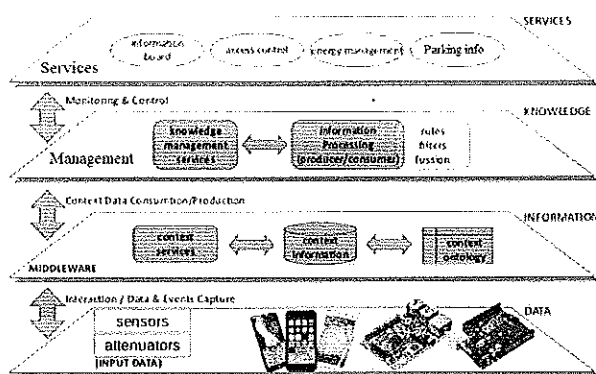 SERVICES
information
board
access control
energy management
Parking info
Services
Monitoring & Control
KNOWLEDGE
knowledge
management
services
information
Processing
(producer/consumer)
rules
filters
fussion
Management
Context Data Consumtion/Production
INFORMATION
context
services
context
information
context
ontology
MIDDLEWARE
Interaction / Data & Events Capture
DATA
sensors
attenuators
(INPUT DATA)